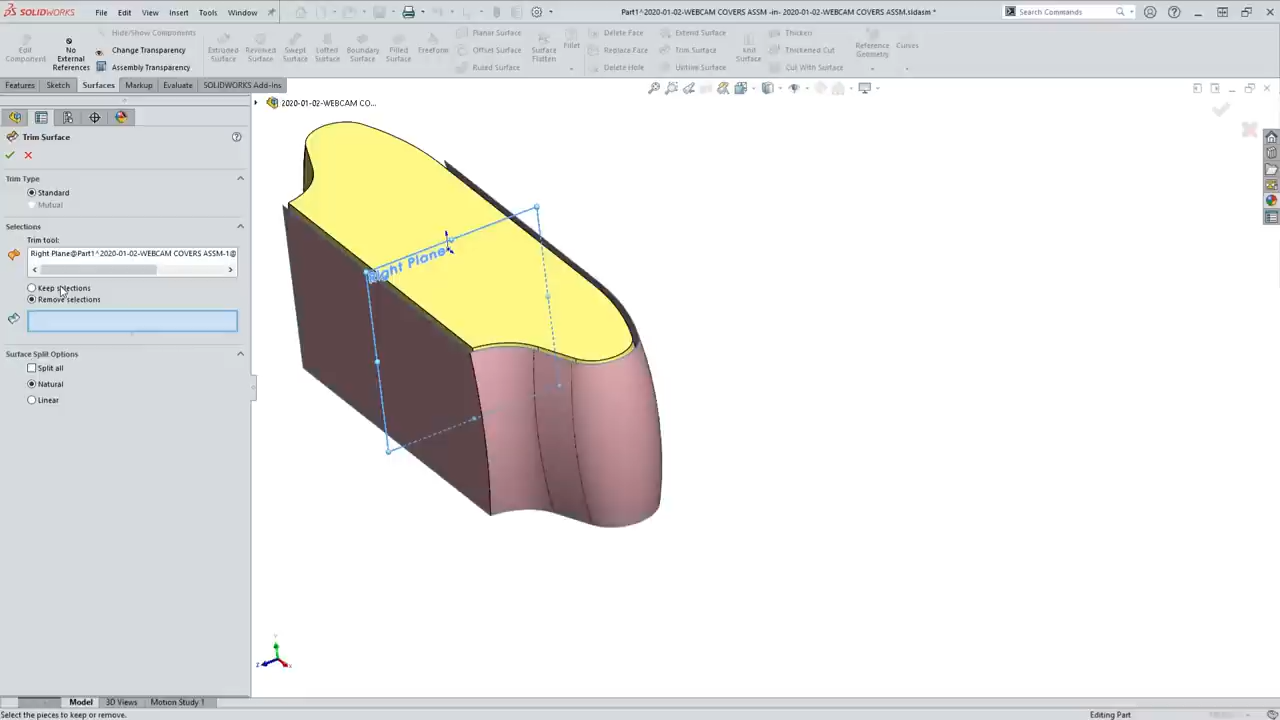 SOLIDWORKS File Edit View Insert Tools Window Part1^2020-01-02-WEBCAM COVERS ASSM -in- 2020-01-02-WEBCAM COVERS ASSM.sldasm * Search Commands
Edit Component
No External References
Hide/Show Components
Change Transparency
Assembly Transparency
Extruded Surface
Revolved Surface
Swept Surface
Lofted Surface
Boundary Surface
Filled Surface
Freeform
Planar Surface
Offset Surface
Ruled Surface
Surface Flatten
Fillet
Delete Face
Replace Face
Delete Hole
Extend Surface
Trim Surface
Untrim Surface
Knit Surface
Thicken
Thickened Cut
Cut With Surface
Reference Geometry
Curves
Features Sketch Surfaces Markup Evaluate SOLIDWORKS Add-Ins
2020-01-02-WEBCAM CO...
Trim Surface
Trim Type
Standard
Mutual
Selections
Trim tool:
Right Plane@Part1^2020-01-02-WEBCAM COVERS ASSM-1@
Keep selections
Remove selections
Surface Split Options
Split all
Natural
Linear
Right Plane
Y
Z
X
Model 3D Views Motion Study 1
Select the pieces to keep or remove. Editing Part